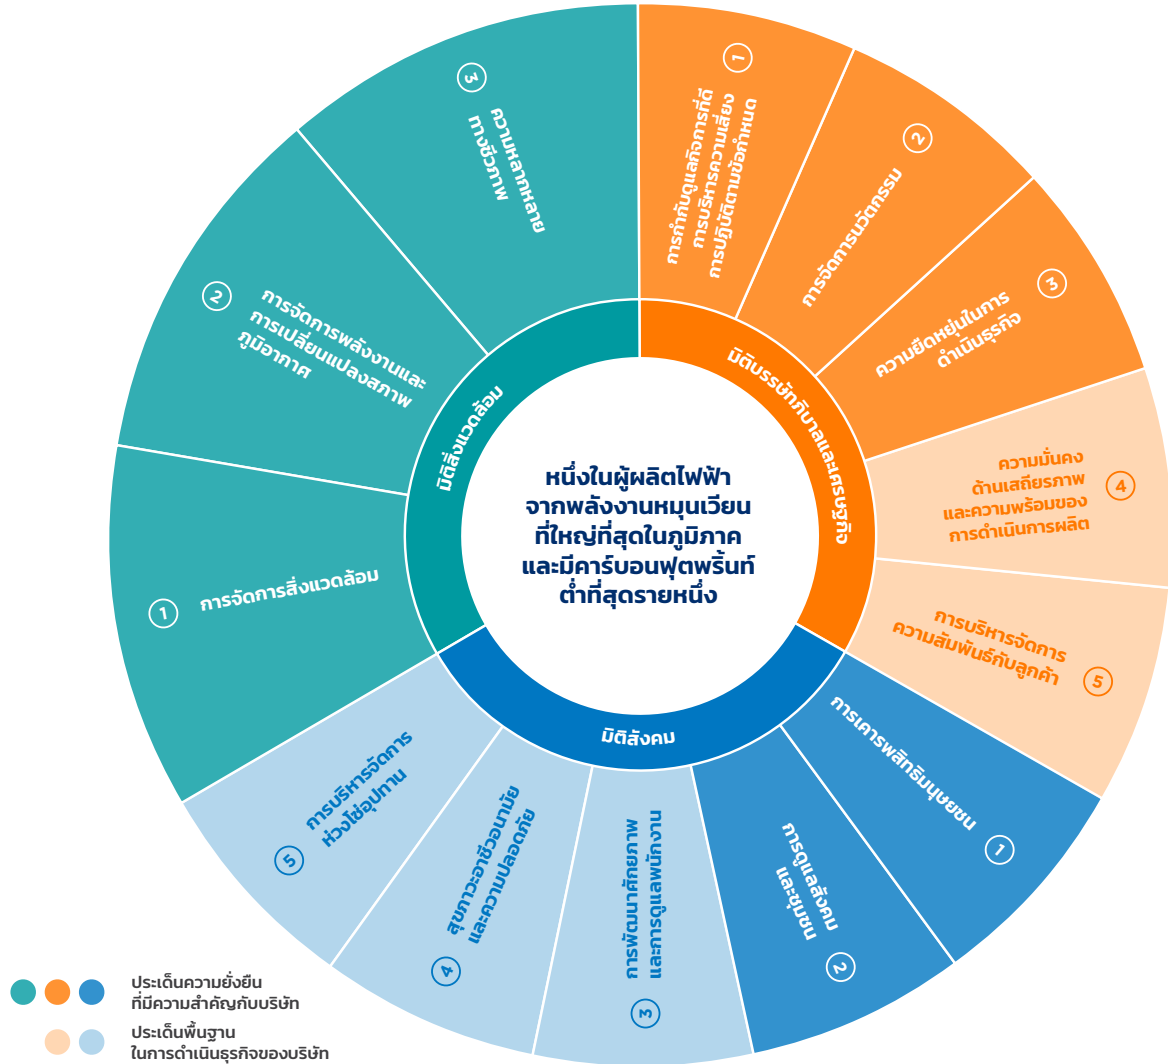 หนึ่งในผู้ผลิตไฟฟ้า
จากพลังงานหมุนเวียน
ที่ใหญ่ที่สุดในภูมิภาค
และมีคาร์บอนฟุตพริ้นท์
ต่ำที่สุดรายหนึ่ง
มิติบรรษัทภิบาลและเศรษฐกิจ
1
การกำกับดูแลกิจการที่ดี
การบริหารความเสี่ยง
การปฏิบัติตามข้อกำหนด
2
การจัดการนวัตกรรม
3
ความยืดหยุ่นในการ
ดำเนินธุรกิจ
4
ความมั่นคง
ด้านเสถียรภาพ
และความพร้อมของ
การดำเนินการผลิต
5
การบริหารจัดการ
ความสัมพันธ์กับลูกค้า
มิติสังคม
1
การเคารพสิทธิมนุษยชน
2
การดูแลสังคม
และชุมชน
3
การพัฒนาศักยภาพ
และการดูแลพนักงาน
4
สุขภาวะอาชีวอนามัย
และความปลอดภัย
5
การบริหารจัดการ
ห่วงโซ่อุปทาน
มิติสิ่งแวดล้อม
1
การจัดการสิ่งแวดล้อม
2
การจัดการพลังงานและ
การเปลี่ยนแปลงสภาพ
ภูมิอากาศ
3
ความหลากหลาย
ทางชีวภาพ
ประเด็นความยั่งยืน
ที่มีความสำคัญกับบริษัท
ประเด็นพื้นฐาน
ในการดำเนินธุรกิจของบริษัท